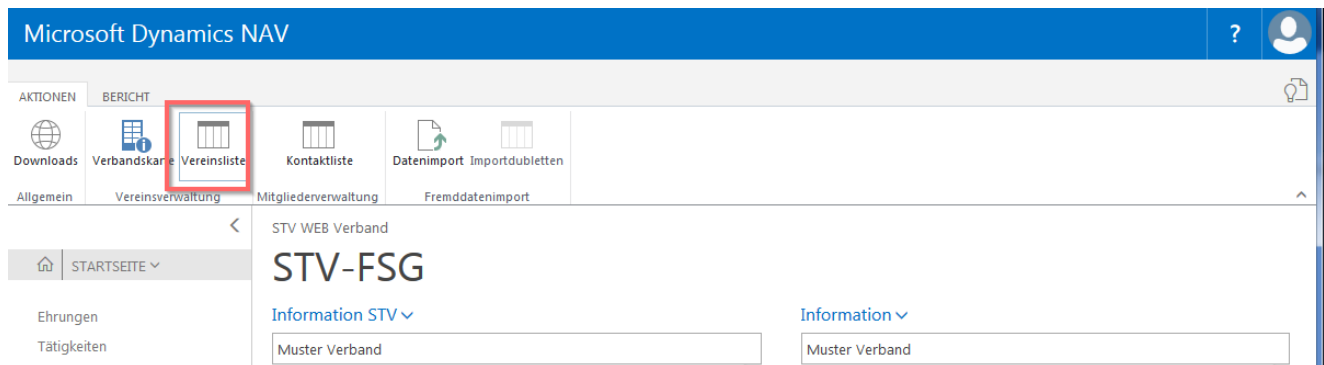 Microsoft Dynamics NAV ?
AKTIONEN BERICHT
Downloads Verbandskarte Vereinsliste Kontaktliste Datenimport Importdubletten
Allgemein Vereinsverwaltung Mitgliederverwaltung Fremddatenimport
STV WEB Verband
STARTSEITE
STV-FSG
Ehrungen
Tätigkeiten
Information STV
Muster Verband
Information
Muster Verband